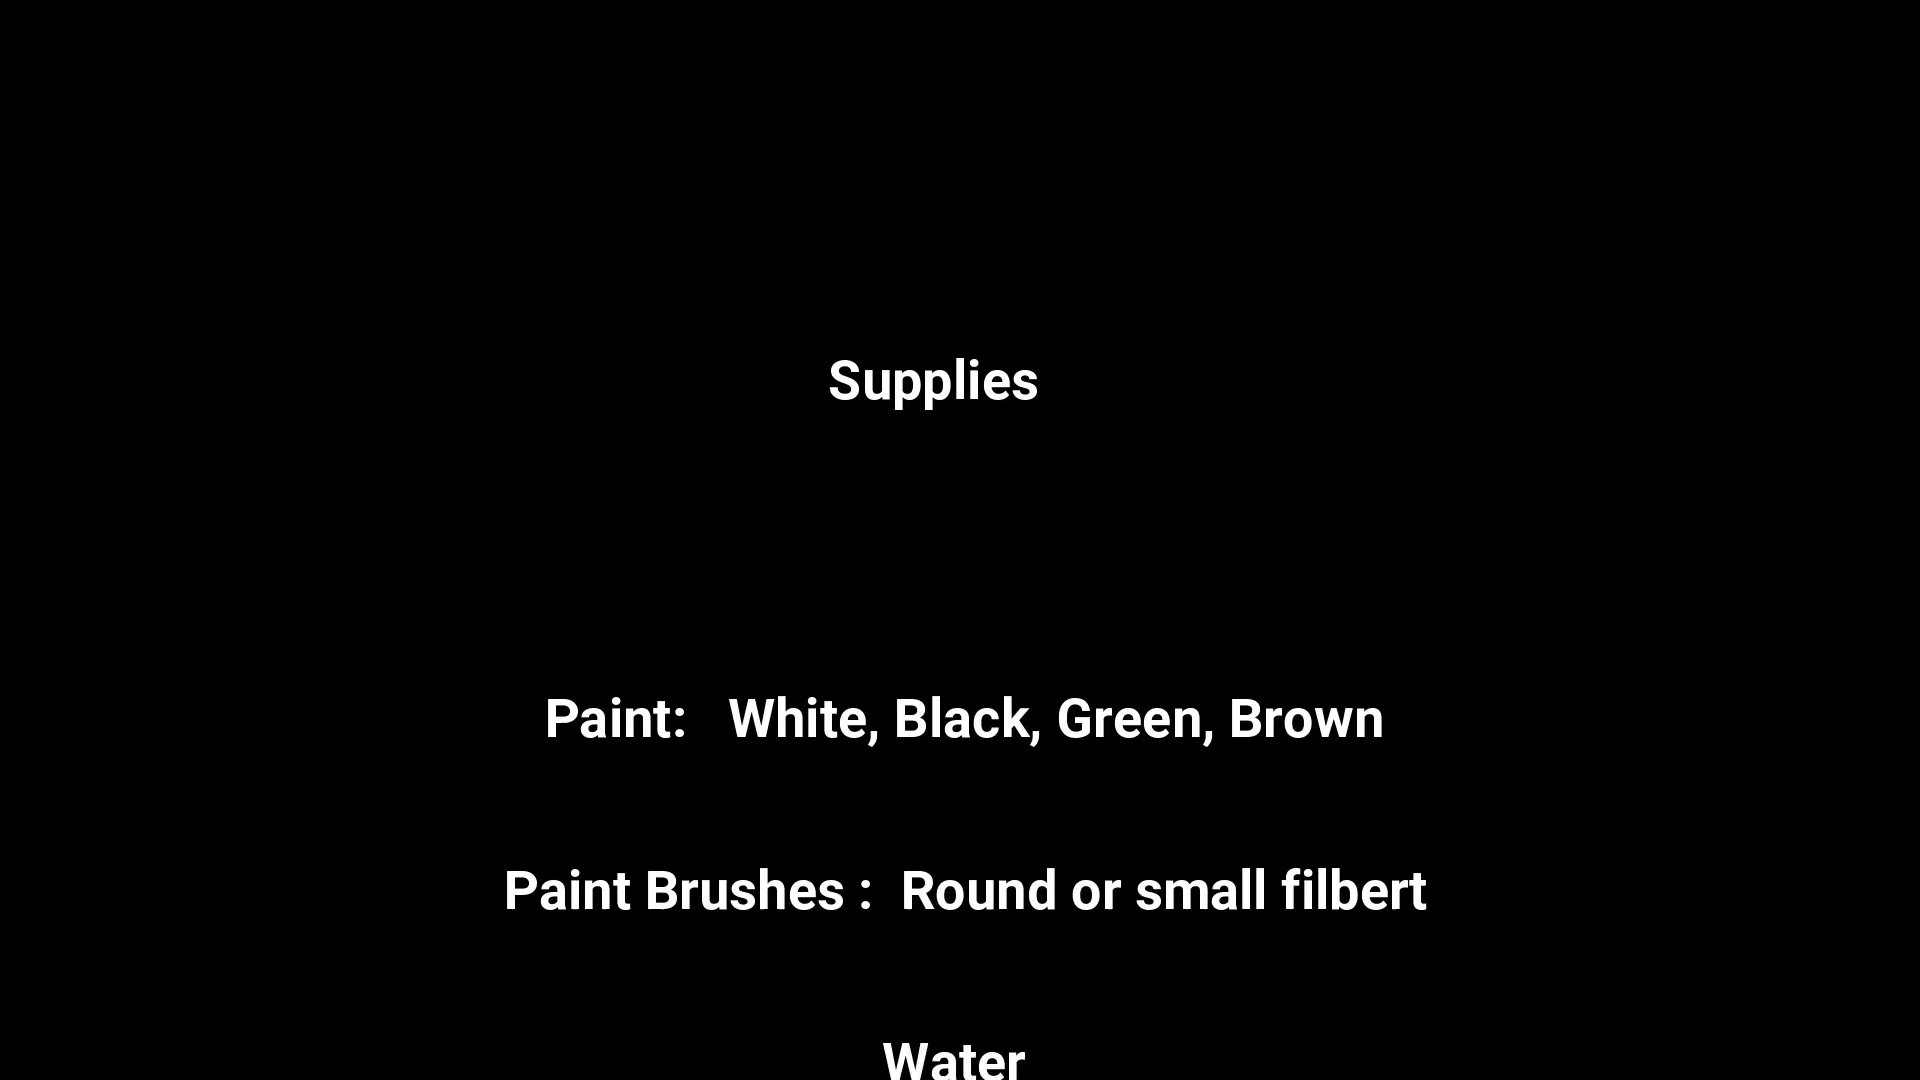 Supplies
Paint: White, Black, Green, Brown
Paint Brushes : Round or small filbert
Water